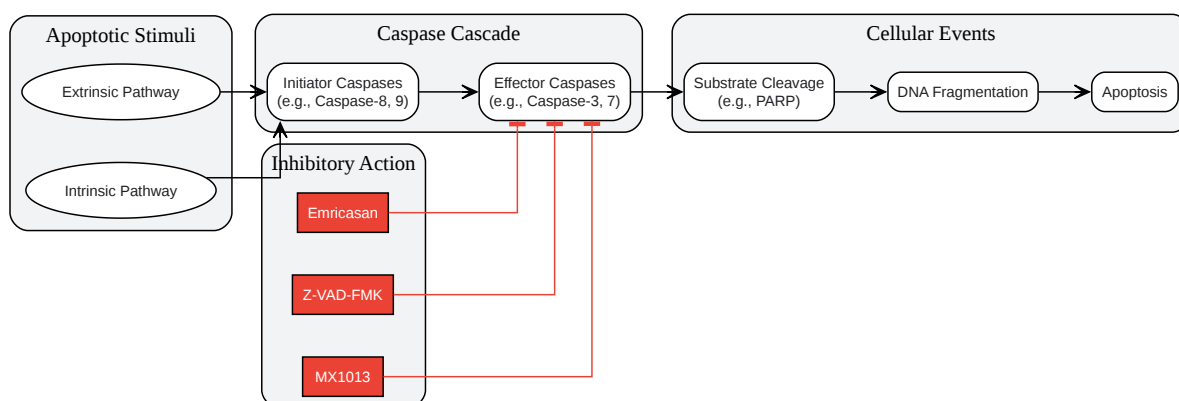 Apoptotic Stimuli
Extrinsic Pathway
Intrinsic Pathway
Caspase Cascade
Initiator Caspases
(e.g., Caspase-8, 9)
Effector Caspases
(e.g., Caspase-3, 7)
Inhibitory Action
Emricasan
Z-VAD-FMK
MX1013
Cellular Events
Substrate Cleavage
(e.g., PARP)
DNA Fragmentation
Apoptosis